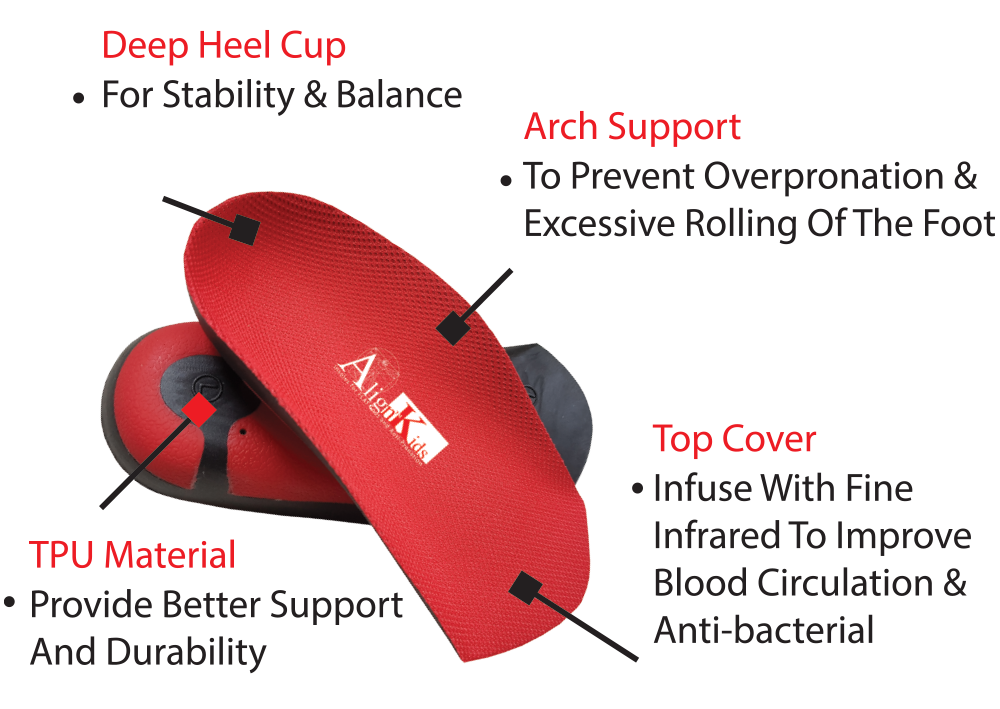 Deep Heel Cup
• For Stability & Balance
Arch Support
• To Prevent Overpronation &
Excessive Rolling Of The Foot
AlignKids
Top Cover
• Infuse With Fine
Infrared To Improve
Blood Circulation &
Anti-bacterial
TPU Material
• Provide Better Support
And Durability